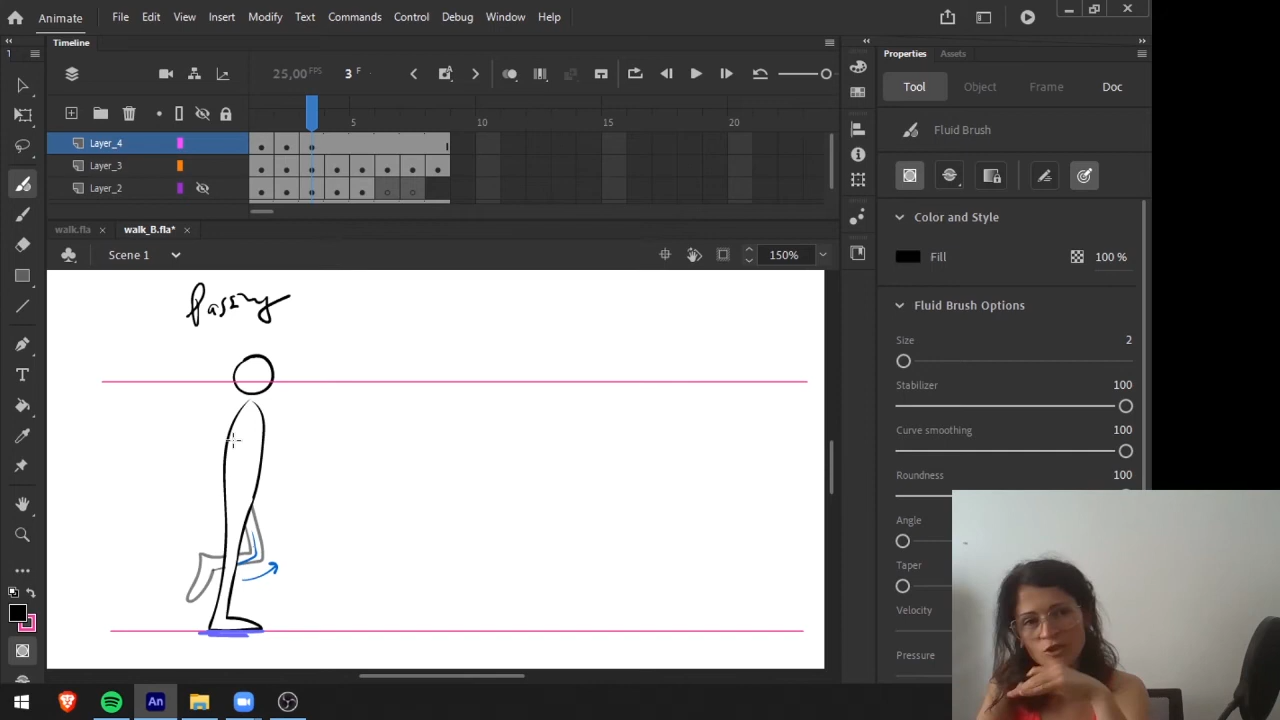 Animate
File Edit View Insert Modify Text Commands Control Debug Window Help
Timeline
25,00 FPS 3 F
5 10 15 20
Layer_4
Layer_3
Layer_2
walk.fla walk_B.fla*
Scene 1 150%
Passing
Properties Assets
Tool Object Frame Doc
Fluid Brush
Color and Style
Fill 100 %
Fluid Brush Options
Size 2
Stabilizer 100
Curve smoothing 100
Roundness 100
Angle
Taper
Velocity
Pressure
An